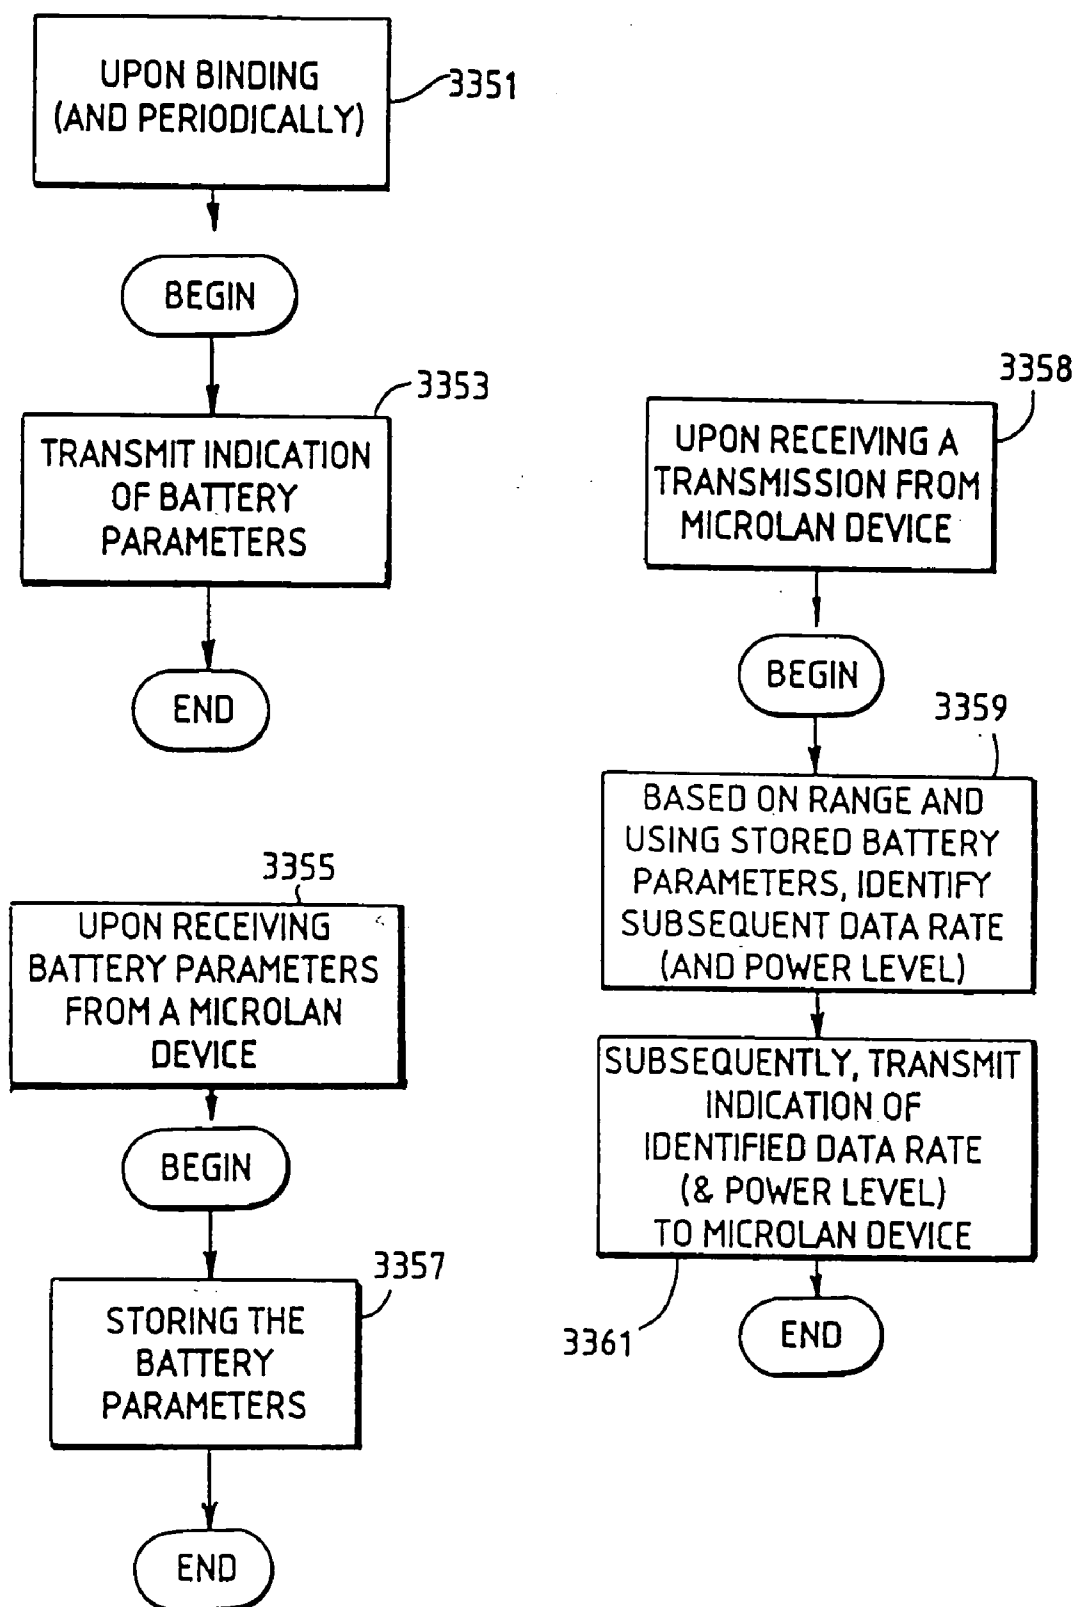 UPON BINDING
(AND PERIODICALLY)
3351
BEGIN
3353
TRANSMIT INDICATION
OF BATTERY
PARAMETERS
END
3355
UPON RECEIVING
BATTERY PARAMETERS
FROM A MICROLAN
DEVICE
BEGIN
3357
STORING THE
BATTERY
PARAMETERS
END
3358
UPON RECEIVING A
TRANSMISSION FROM
MICROLAN DEVICE
BEGIN
3359
BASED ON RANGE AND
USING STORED BATTERY
PARAMETERS, IDENTIFY
SUBSEQUENT DATA RATE
(AND POWER LEVEL)
SUBSEQUENTLY, TRANSMIT
INDICATION OF
IDENTIFIED DATA RATE
(& POWER LEVEL)
TO MICROLAN DEVICE
3361
END